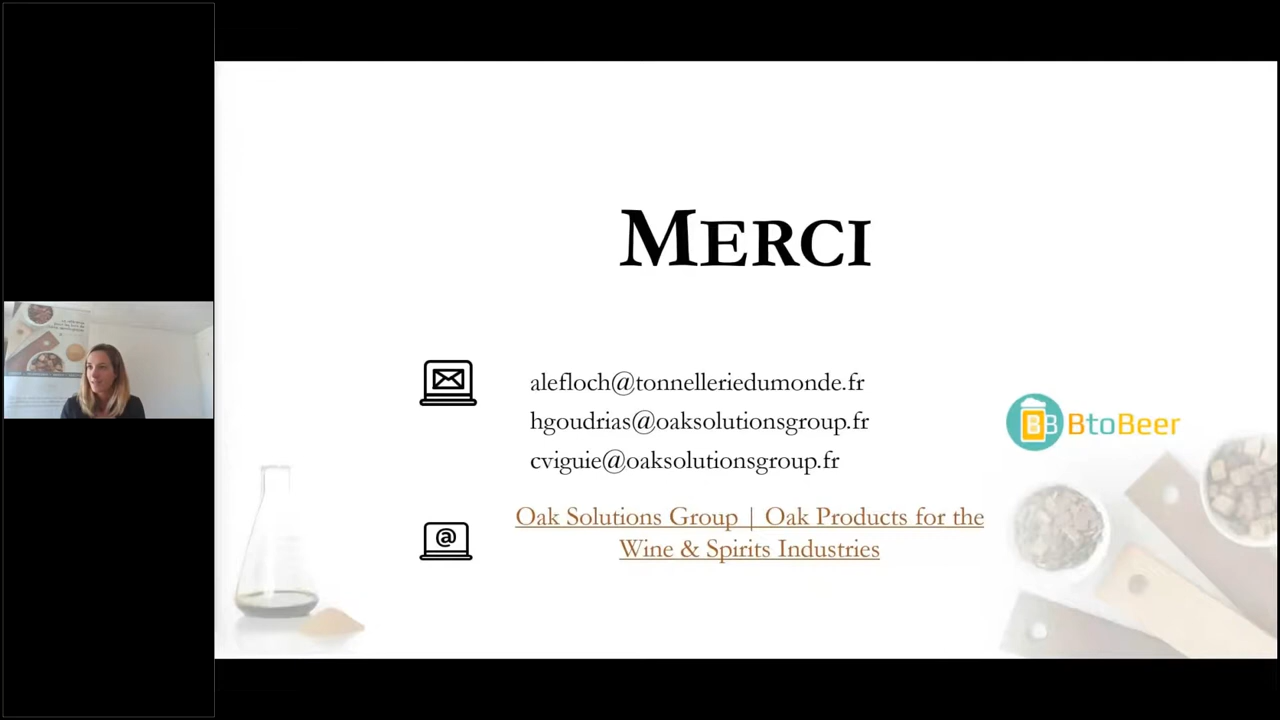 MERCI
alefloch@tonnelleriedumonde.fr
hgoudrias@oaksolutionsgroup.fr
cviguie@oaksolutionsgroup.fr
BB BtoBeer
Oak Solutions Group | Oak Products for the
@
Wine & Spirits Industries